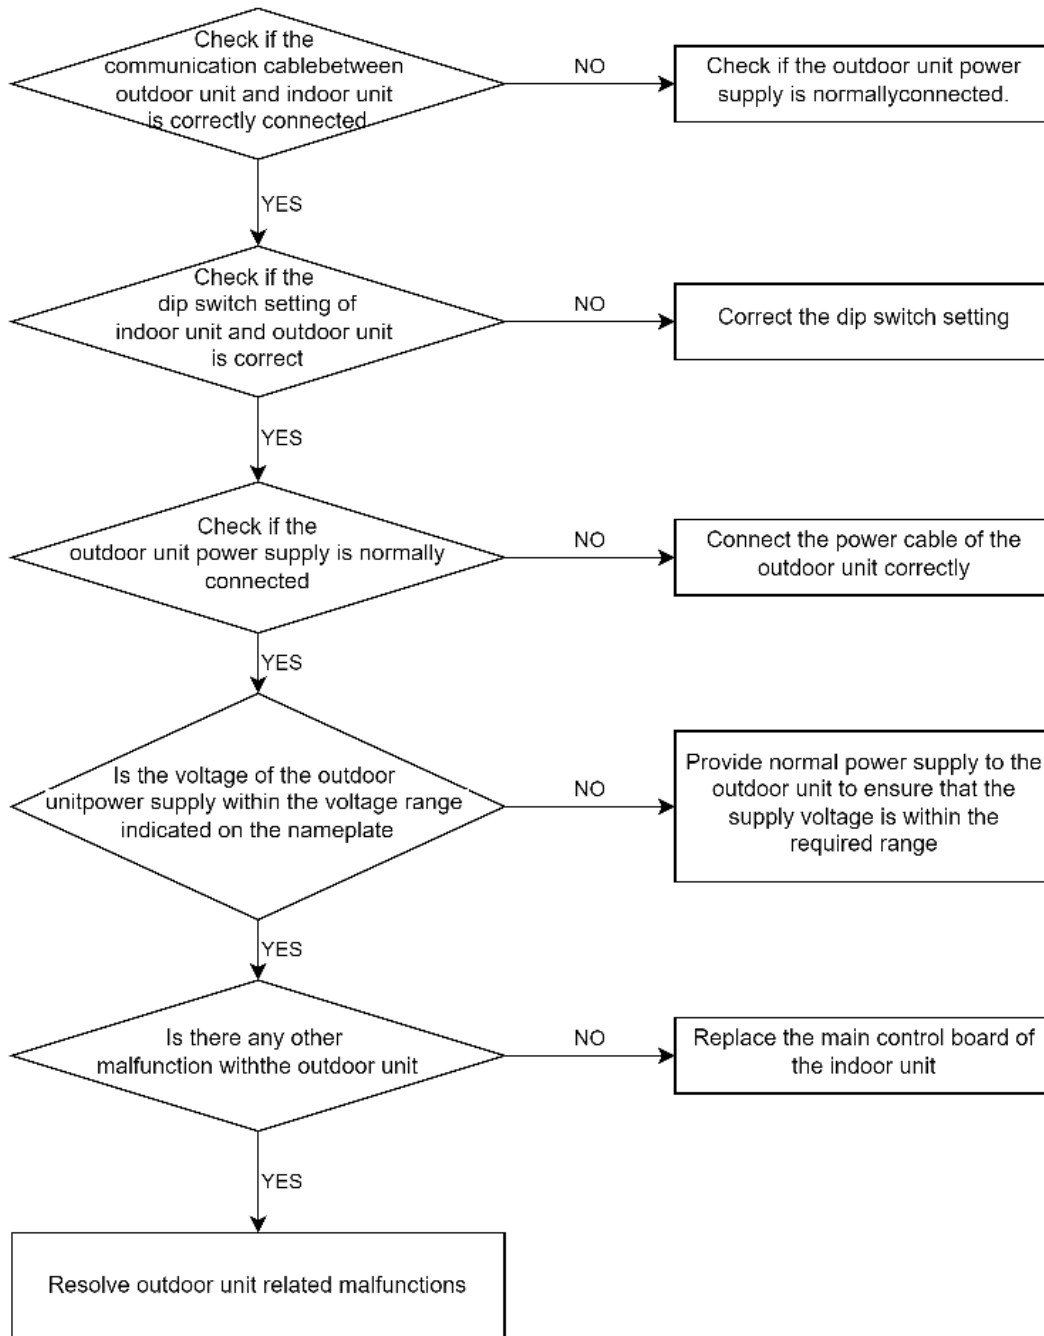 Check if the
communication cablebetween
outdoor unit and indoor unit
is correctly connected
NO
Check if the outdoor unit power
supply is normallyconnected.
YES
Check if the
dip switch setting of
indoor unit and outdoor unit
is correct
NO
Correct the dip switch setting
YES
Check if the
outdoor unit power supply is normally
connected
NO
Connect the power cable of the
outdoor unit correctly
YES
Is the voltage of the outdoor
unitpower supply within the voltage range
indicated on the nameplate
NO
Provide normal power supply to the
outdoor unit to ensure that the
supply voltage is within the
required range
YES
Is there any other
malfunction withthe outdoor unit
NO
Replace the main control board of
the indoor unit
YES
Resolve outdoor unit related malfunctions